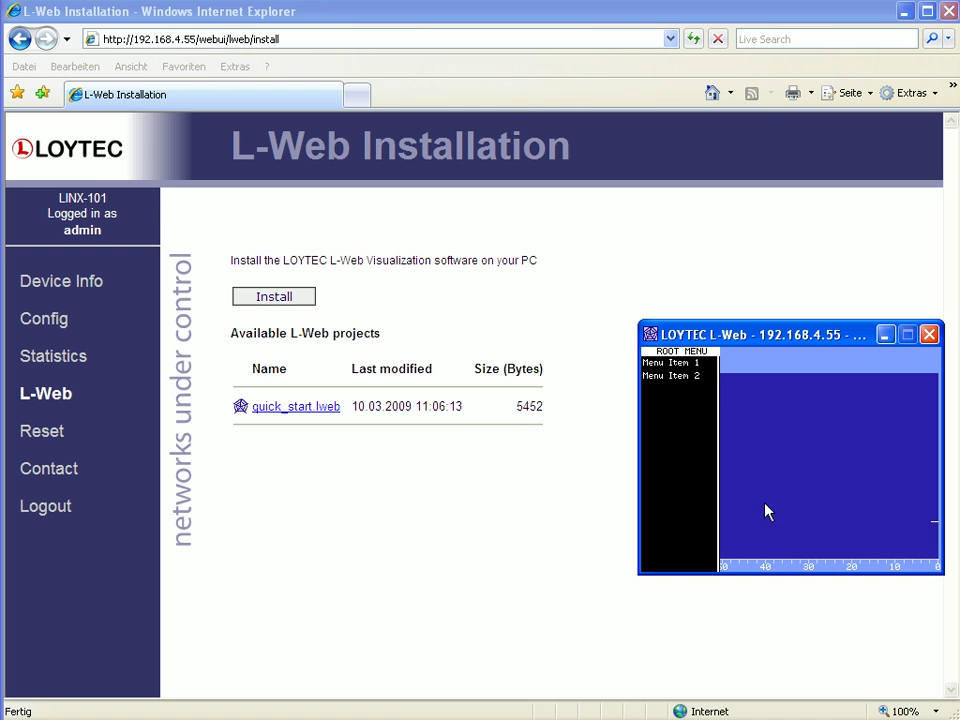 L-Web Installation - Windows Internet Explorer
http://192.168.4.55/webui/lweb/install
Live Search
Datei Bearbeiten Ansicht Favoriten Extras ?
L-Web Installation
Seite
Extras
LOYTEC
L-Web Installation
LINX-101
Logged in as
admin
Device Info
Config
Statistics
L-Web
Reset
Contact
Logout
networks under control
Install the LOYTEC L-Web Visualization software on your PC
Install
Available L-Web projects
Name Last modified Size (Bytes)
quick_start.lweb 10.03.2009 11:06:13 5452
LOYTEC L-Web - 192.168.4.55 - ...
ROOT MENU
Menu Item 1
Menu Item 2
40 30 20 10 0
Fertig
Internet
100%